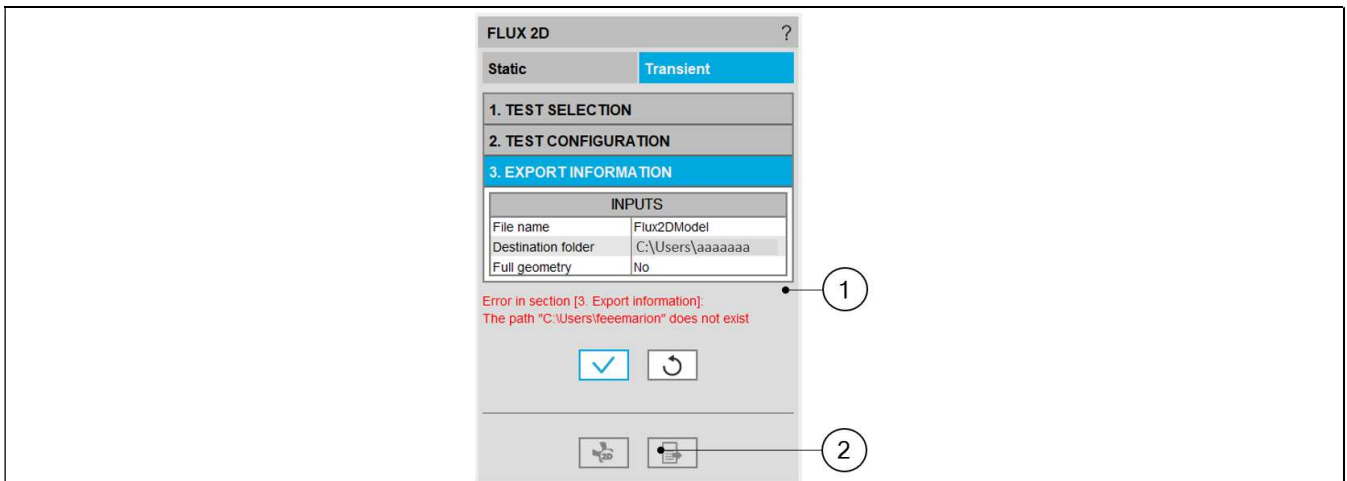 FLUX 2D ?
Static Transient
1. TEST SELECTION
2. TEST CONFIGURATION
3. EXPORT INFORMATION
INPUTS
File name Flux2DModel
Destination folder C:\Users\aaaaaaa
Full geometry No
1
Error in section [3. Export information]:
The path "C:\Users\feeemarion" does not exist
2D
2